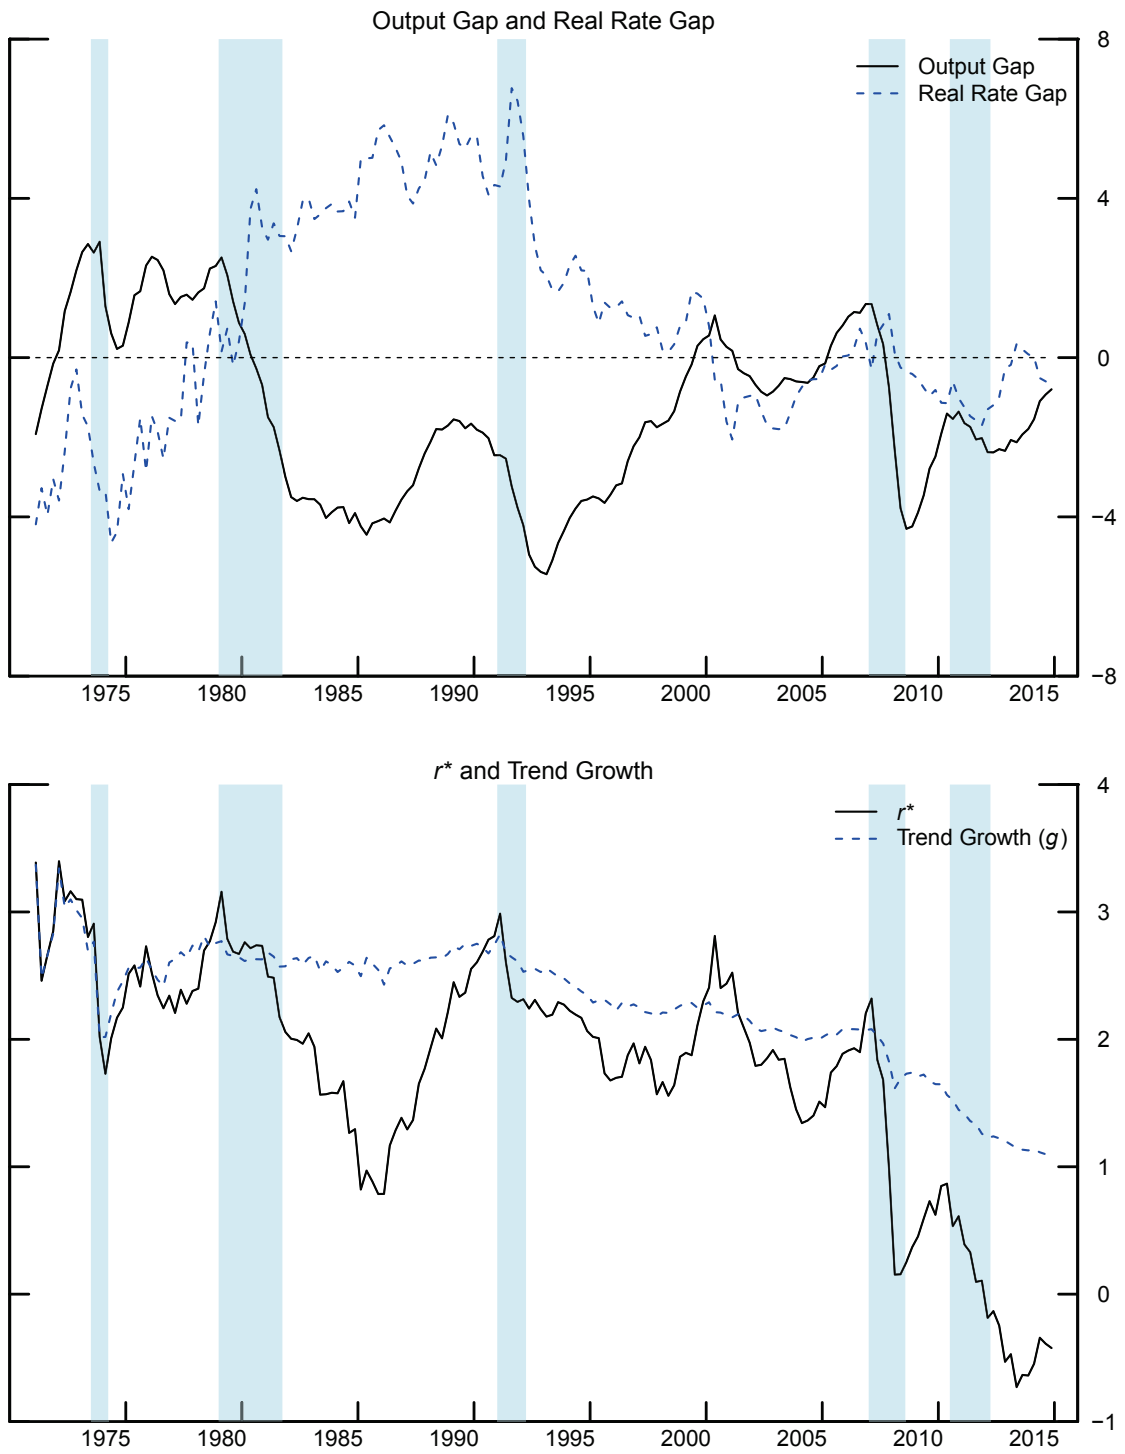 Output Gap and Real Rate Gap
8
Output Gap
Real Rate Gap
4
0
−4
−8
1975 1980 1985 1990 1995 2000 2005 2010 2015
r* and Trend Growth
4
r*
Trend Growth (g)
3
2
1
0
−1
1975 1980 1985 1990 1995 2000 2005 2010 2015